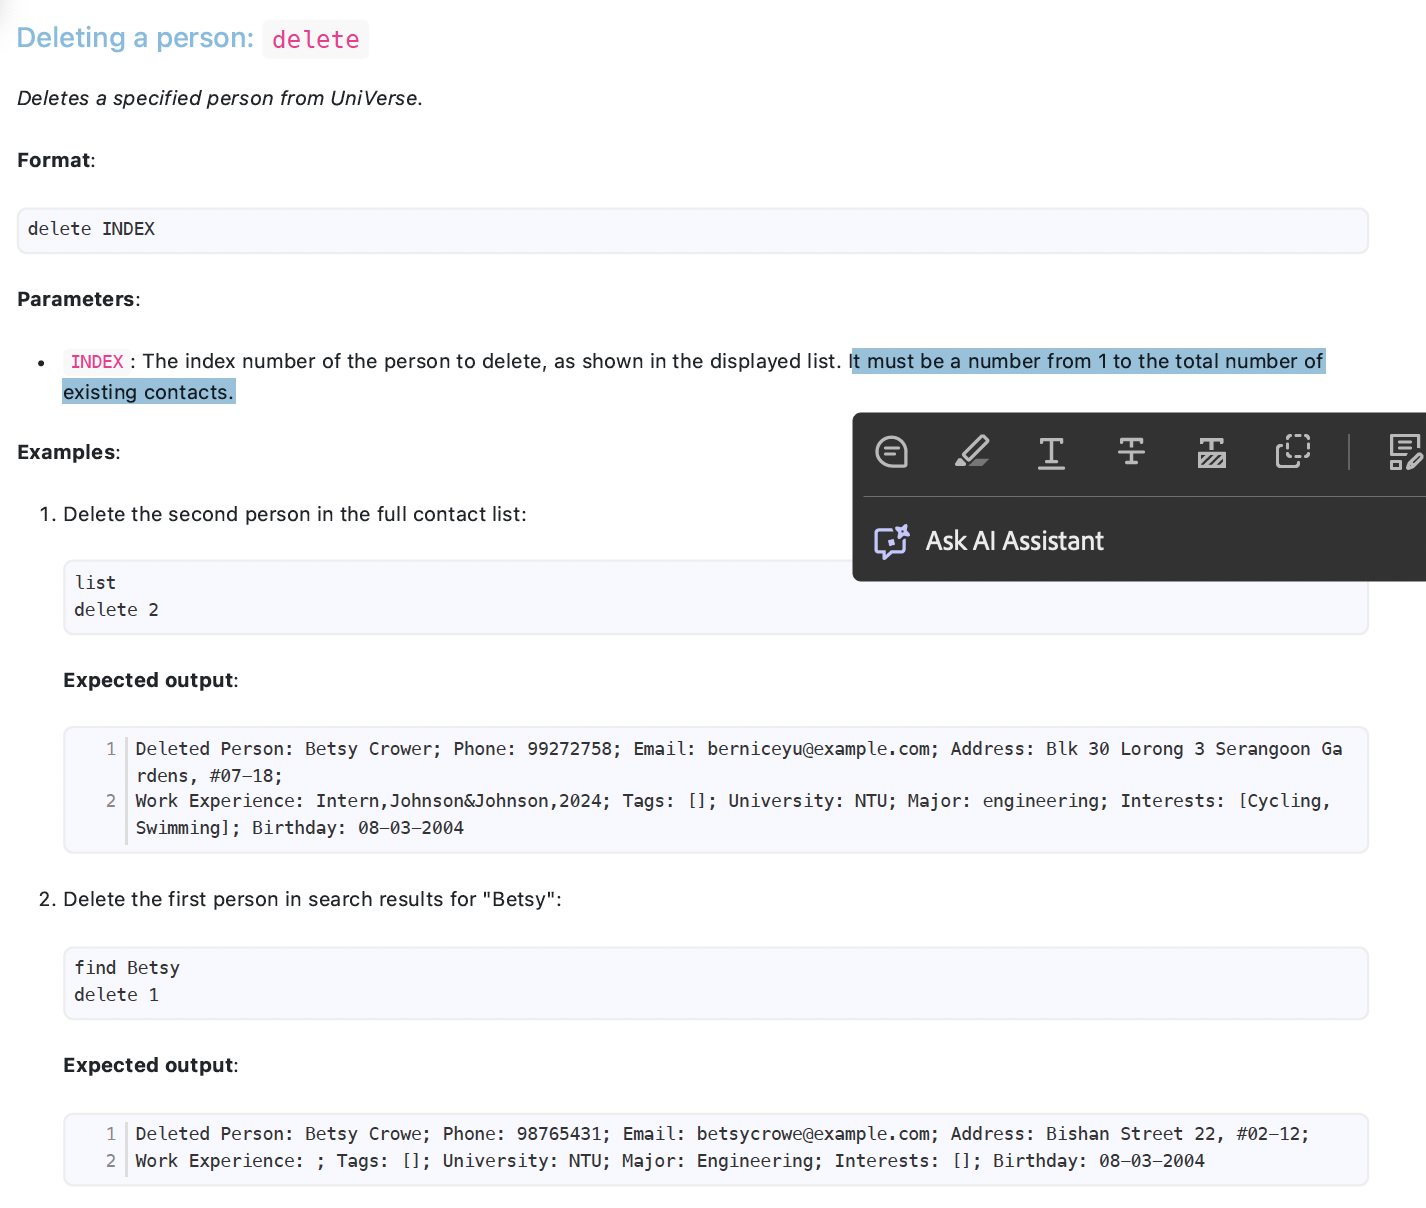 Deleting a person: delete
Deletes a specified person from UniVerse.
Format:
delete INDEX
Parameters:
• INDEX : The index number of the person to delete, as shown in the displayed list. It must be a number from 1 to the total number of
existing contacts.
Examples:
Ask AI Assistant
1. Delete the second person in the full contact list:
list
delete 2
Expected output:
1 Deleted Person: Betsy Crower; Phone: 99272758; Email: berniceyu@example.com; Address: Blk 30 Lorong 3 Serangoon Ga
rdens, #07-18;
2 Work Experience: Intern,Johnson&Johnson,2024; Tags: []; University: NTU; Major: engineering; Interests: [Cycling,
Swimming]; Birthday: 08-03-2004
2. Delete the first person in search results for "Betsy":
find Betsy
delete 1
Expected output:
1 Deleted Person: Betsy Crowe; Phone: 98765431; Email: betsycrowe@example.com; Address: Bishan Street 22, #02-12;
2 Work Experience: ; Tags: []; University: NTU; Major: Engineering; Interests: []; Birthday: 08-03-2004